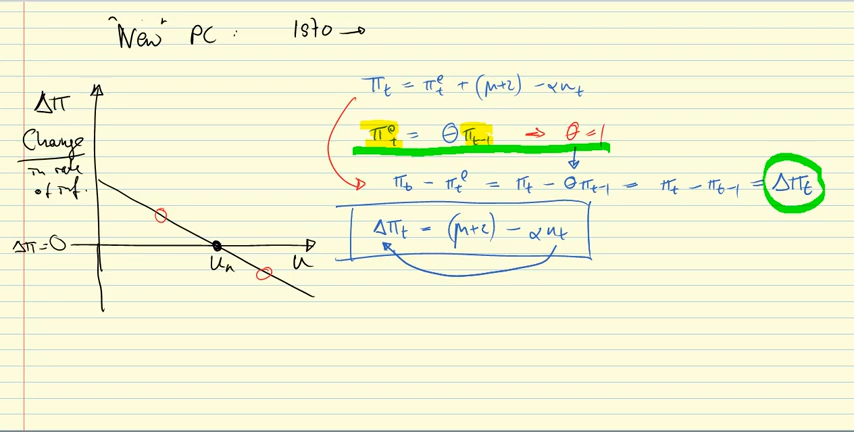 "New" PC : 1970 →
Δπ
Change
in rate
of inf.
Δπ=0
uₙ u
πₜ = πₜᵉ + (μ+z) − αuₜ
πₜᵉ = θπₜ₋₁ ⇒ θ=1
πₜ − πₜᵉ = πₜ − θπₜ₋₁ = πₜ − πₜ₋₁ = Δπₜ
Δπₜ = (μ+z) − αuₜ